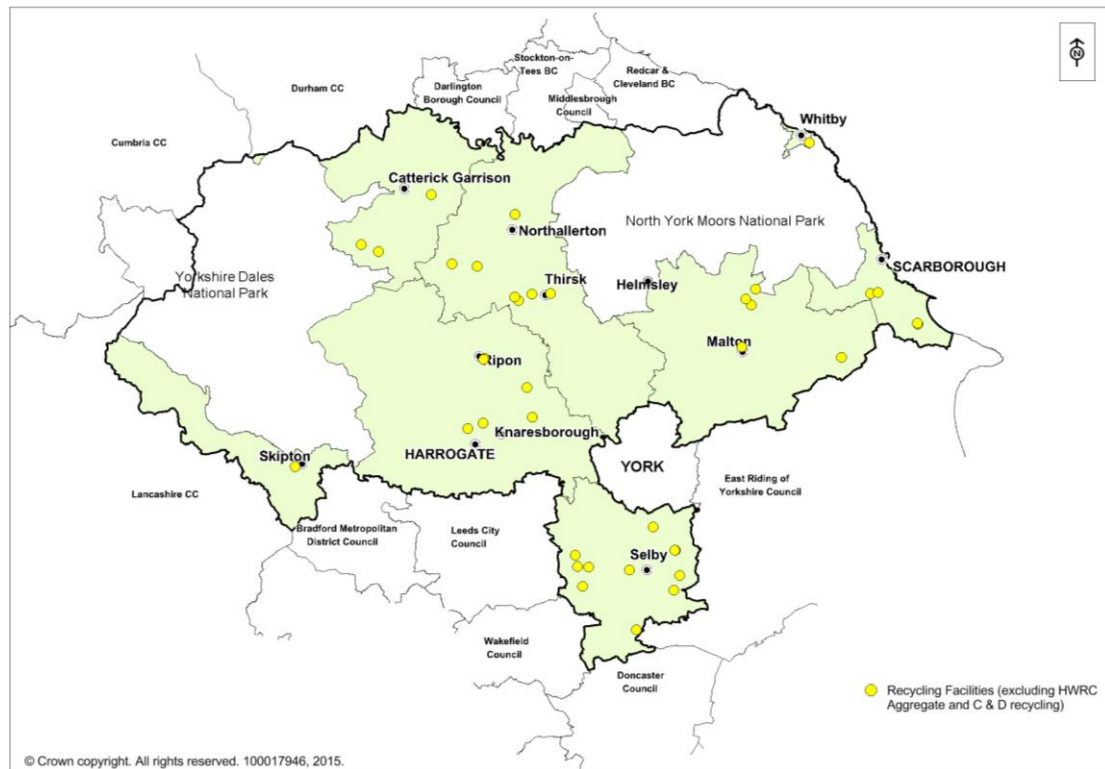 N
Stockton-on-
Tees BC
Redcar &
Cleveland BC
Durham CC
Darlington
Borough Council
Middlesbrough
Council
Whitby
Cumbria CC
Catterick Garrison
North York Moors National Park
Northallerton
Yorkshire Dales
National Park
SCARBOROUGH
Thirsk
Helmsley
Malton
Ripon
Knaresborough
HARROGATE
Skipton
YORK
East Riding of
Yorkshire Council
Lancashire CC
Bradford Metropolitan
District Council
Leeds City
Council
Selby
Wakefield
Council
Doncaster
Council
Recycling Facilities (excluding HWRC
Aggregate and C & D recycling)
© Crown copyright. All rights reserved. 100017946, 2015.